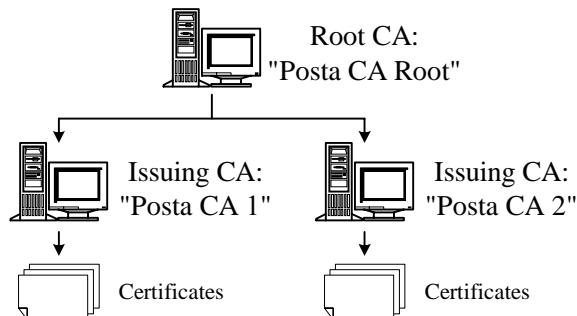 Root CA:
"Posta CA Root"
Issuing CA:
"Posta CA 1"
Issuing CA:
"Posta CA 2"
Certificates
Certificates